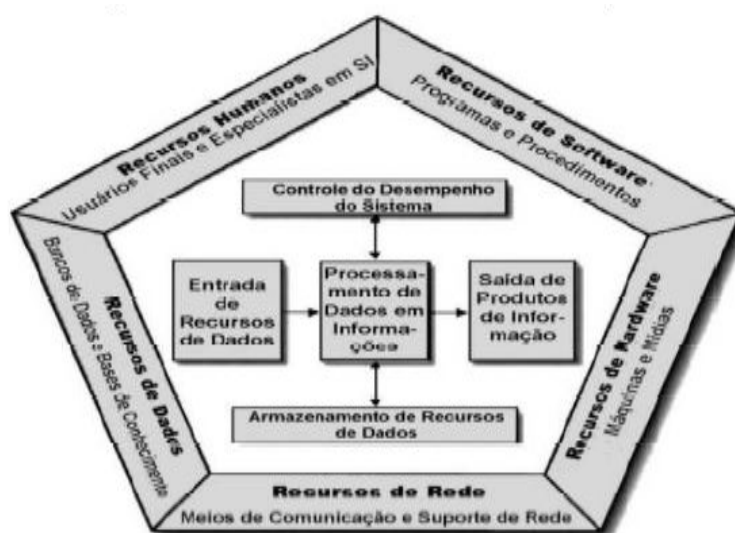 Recursos Humanos
Usuários Finais e Especialistas em SI
Recursos de Software
Programas e Procedimentos
Controle do Desempenho
do Sistema
Entrada
de
Recursos
de Dados
Processa-
mento de
Dados em
Informa-
ções
Saída de
Produtos
de Infor-
mação
Armazenamento de Recursos
de Dados
Recursos de Dados
Bancos de Dados e Bases de Conhecimento
Recursos de Hardware
Máquinas e Mídias
Recursos de Rede
Meios de Comunicação e Suporte de Rede